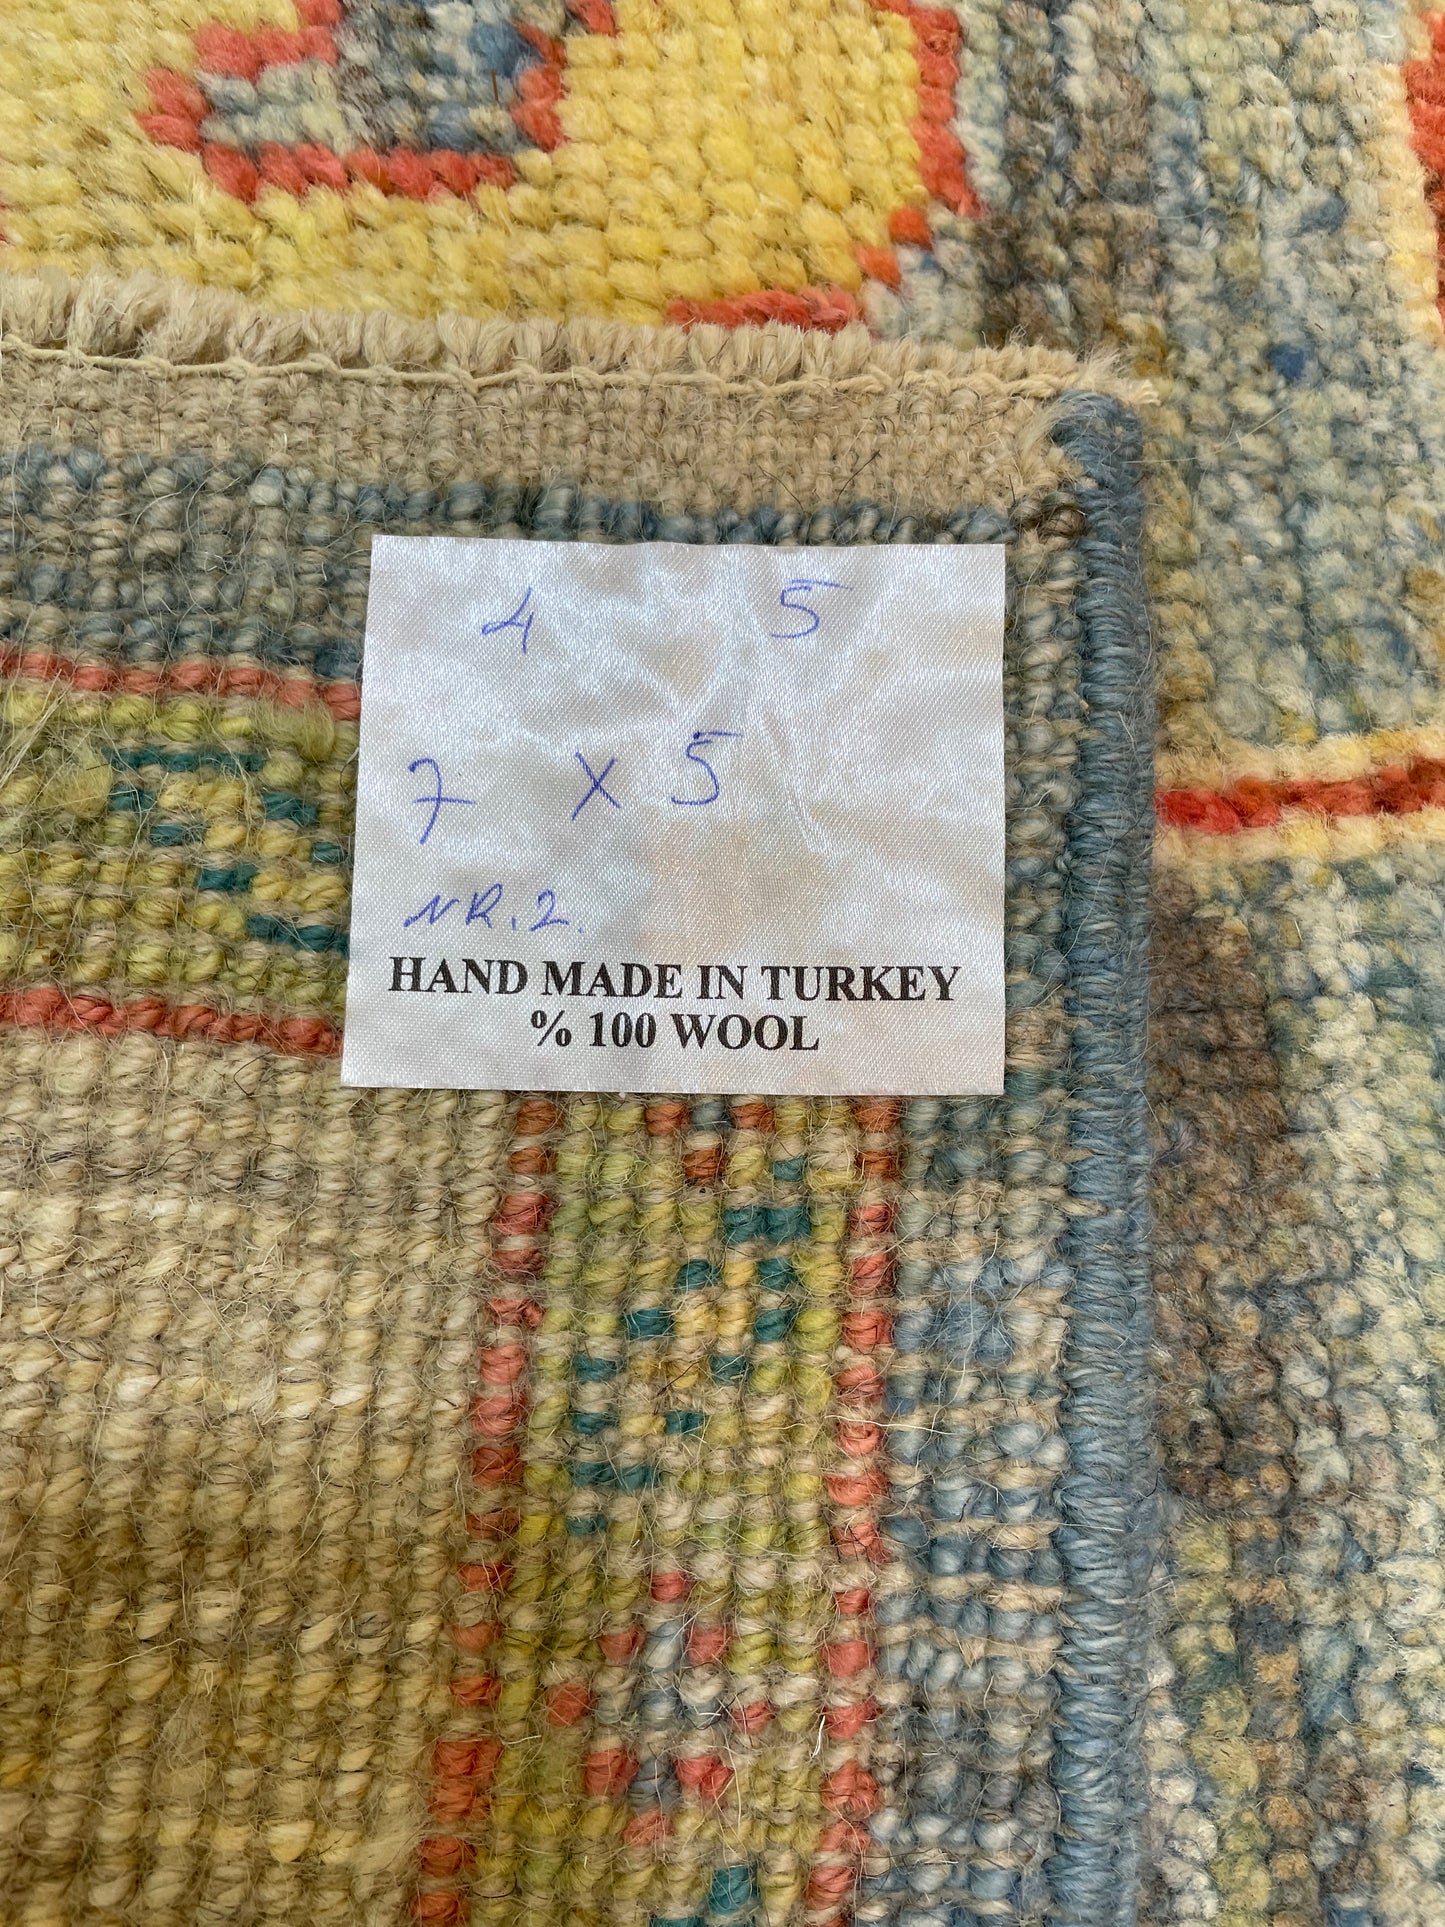 4 5
7 x 5
NR.2.
HAND MADE IN TURKEY
% 100 WOOL